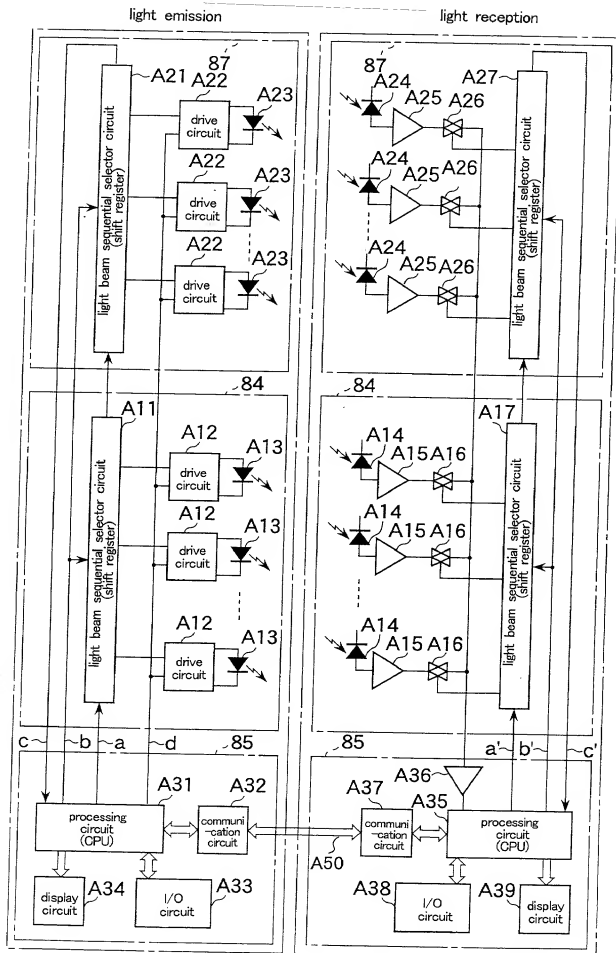 light emission
light reception
87
A21
A22
A23
drive
circuit
A22
A23
drive
circuit
A22
A23
drive
circuit
light beam sequential selector circuit
(shift register)
87
A24
A25
A26
A27
A24
A25
A26
A24
A25
A26
light beam sequential selector circuit
(shift register)
84
A11
A12
A13
drive
circuit
A12
A13
drive
circuit
A12
A13
drive
circuit
light beam sequential selector circuit
(shift register)
84
A14
A15
A16
A17
A14
A15
A16
A14
A15
A16
light beam sequential selector circuit
(shift register)
c
b
a
d
85
A31
A32
processing
circuit
(CPU)
communi
-cation
circuit
A34
display
circuit
A33
I/O
circuit
A50
85
a'
b'
c'
A36
A37
A35
communi
-cation
circuit
processing
circuit
(CPU)
A38
I/O
circuit
A39
display
circuit